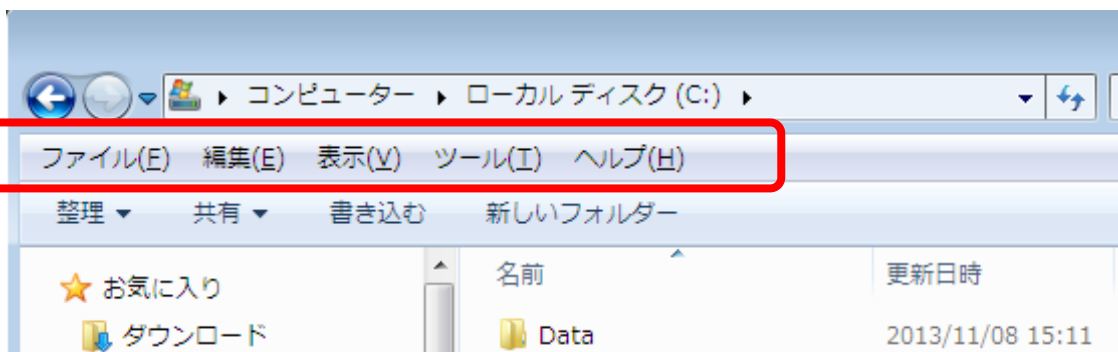 コンピューター ▸ ローカル ディスク (C:) ▸
ファイル(F) 編集(E) 表示(V) ツール(T) ヘルプ(H)
整理 ▼ 共有 ▼ 書き込む 新しいフォルダー
お気に入り 名前 更新日時
ダウンロード Data 2013/11/08 15:11